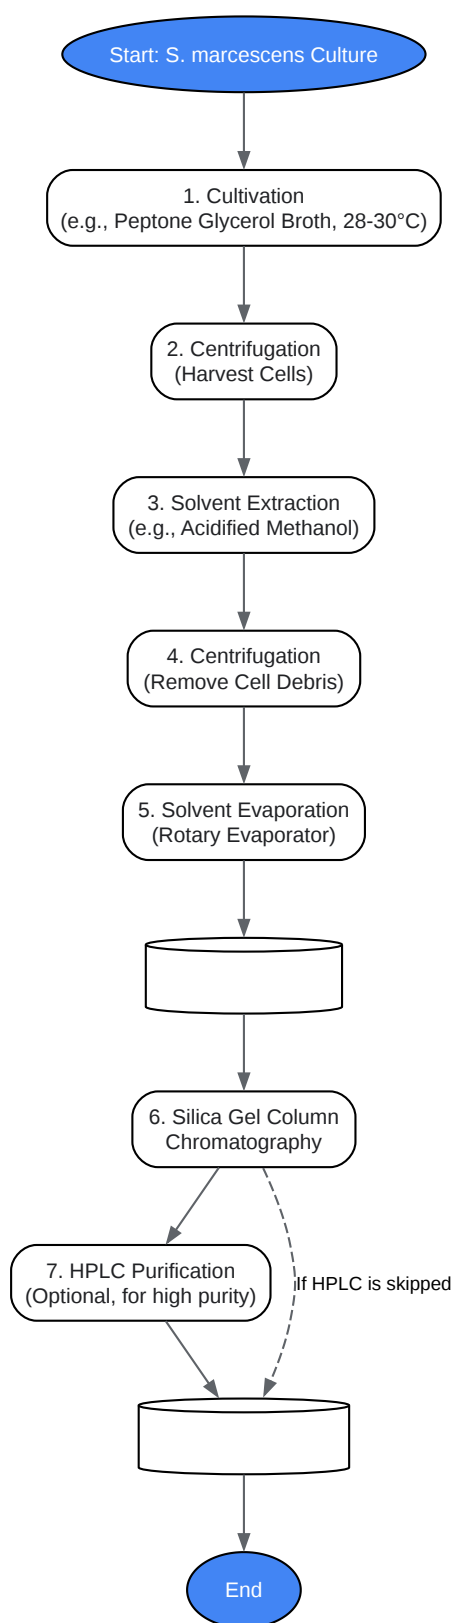 Start: S. marcescens Culture
1. Cultivation
(e.g., Peptone Glycerol Broth, 28-30°C)
2. Centrifugation
(Harvest Cells)
3. Solvent Extraction
(e.g., Acidified Methanol)
4. Centrifugation
(Remove Cell Debris)
5. Solvent Evaporation
(Rotary Evaporator)
6. Silica Gel Column
Chromatography
7. HPLC Purification
(Optional, for high purity)
If HPLC is skipped
End